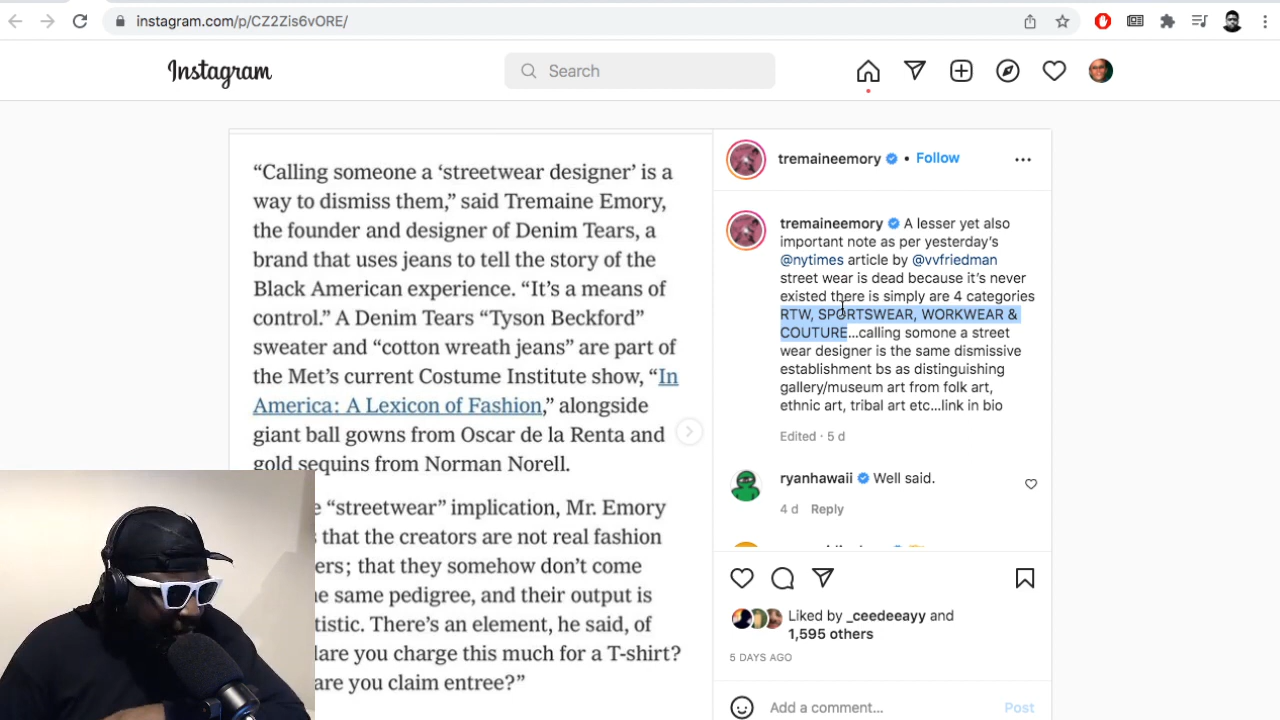 instagram.com/p/CZ2Zis6vORE/
Instagram
Search
“Calling someone a ‘streetwear designer’ is a
way to dismiss them,” said Tremaine Emory,
the founder and designer of Denim Tears, a
brand that uses jeans to tell the story of the
Black American experience. “It’s a means of
control.” A Denim Tears “Tyson Beckford”
sweater and “cotton wreath jeans” are part of
the Met’s current Costume Institute show, “In
America: A Lexicon of Fashion,” alongside
giant ball gowns from Oscar de la Renta and
gold sequins from Norman Norell.
“streetwear” implication, Mr. Emory
that the creators are not real fashion
ers; that they somehow don’t come
same pedigree, and their output is
tistic. There’s an element, he said, of
are you charge this much for a T-shirt?
are you claim entree?”
tremaineemory • Follow
tremaineemory A lesser yet also
important note as per yesterday’s
@nytimes article by @vvfriedman
street wear is dead because it’s never
existed there is simply are 4 categories
RTW, SPORTSWEAR, WORKWEAR &
COUTURE...calling somone a street
wear designer is the same dismissive
establishment bs as distinguishing
gallery/museum art from folk art,
ethnic art, tribal art etc...link in bio
Edited · 5 d
ryanhawaii Well said.
4 d Reply
Liked by _ceedeeayy and
1,595 others
5 DAYS AGO
Add a comment...
Post